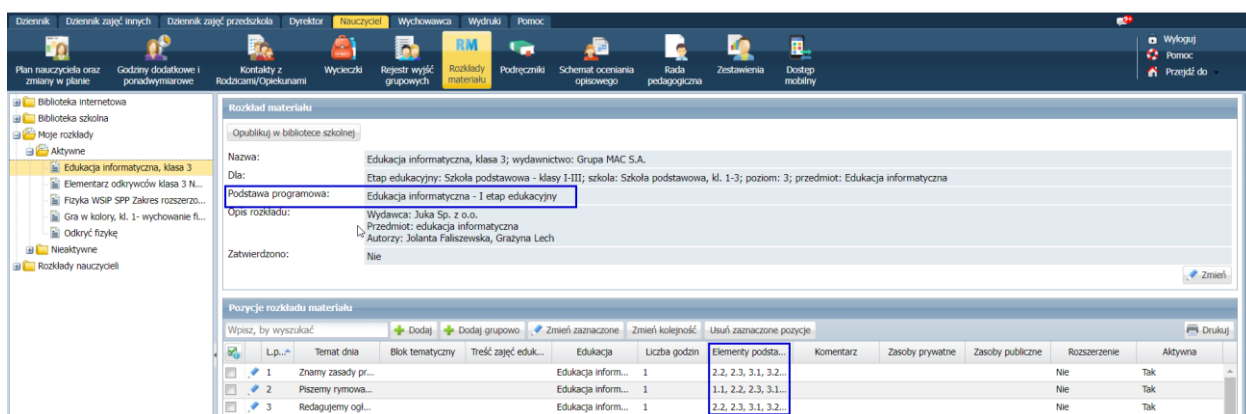 Dziennik Dziennik zajęć innych Dziennik zajęć przedszkola Dyrektor Nauczyciel Wychowawca Wydruki Pomoc
Plan nauczyciela oraz zmiany w planie
Godziny dodatkowe i ponadwymiarowe
Kontakty z Rodzicami/Opiekunami
Wycieczki
Rejestr wyjść grupowych
RM
Rozkłady materiału
Podręczniki
Schemat oceniania opisowego
Rada pedagogiczna
Zestawienia
Dostęp mobilny
Wyloguj
Pomoc
Przejdź do
Biblioteka internetowa
Biblioteka szkolna
Moje rozkłady
Aktywne
Edukacja informatyczna, klasa 3
Elementarz odkrywców klasa 3 N...
Fizyka WSIP SPP Zakres rozszerzo...
Gra w kolory, kl. 1- wychowanie fi...
Odkryć fizykę
Nieaktywne
Rozkłady nauczycieli
Rozkład materiału
Opublikuj w bibliotece szkolnej
Nazwa: Edukacja informatyczna, klasa 3; wydawnictwo: Grupa MAC S.A.
Dla: Etap edukacyjny: Szkoła podstawowa - klasy I-III; szkoła: Szkoła podstawowa, kl. 1-3; poziom: 3; przedmiot: Edukacja informatyczna
Podstawa programowa: Edukacja informatyczna - I etap edukacyjny
Opis rozkładu: Wydawca: Juka Sp. z o.o.
Przedmiot: edukacja informatyczna
Autorzy: Jolanta Faliszewska, Grażyna Lech
Zatwierdzono: Nie
Zmień
Pozycje rozkładu materiału
Wpisz, by wyszukać Dodaj Dodaj grupowo Zmień zaznaczone Zmień kolejność Usuń zaznaczone pozycje Drukuj
L.p. Temat dnia Blok tematyczny Treść zajęć eduk... Edukacja Liczba godzin Elementy podsta... Komentarz Zasoby prywatne Zasoby publiczne Rozszerzenie Aktywna
1 Znamy zasady pr... Edukacja inform... 1 2.2, 2.3, 3.1, 3.2... Nie Tak
2 Piszemy rymowa... Edukacja inform... 1 1.1, 2.2, 2.3, 3.1... Nie Tak
3 Redagujemy ogł... Edukacja inform... 1 2.2, 2.3, 3.1, 3.2... Nie Tak